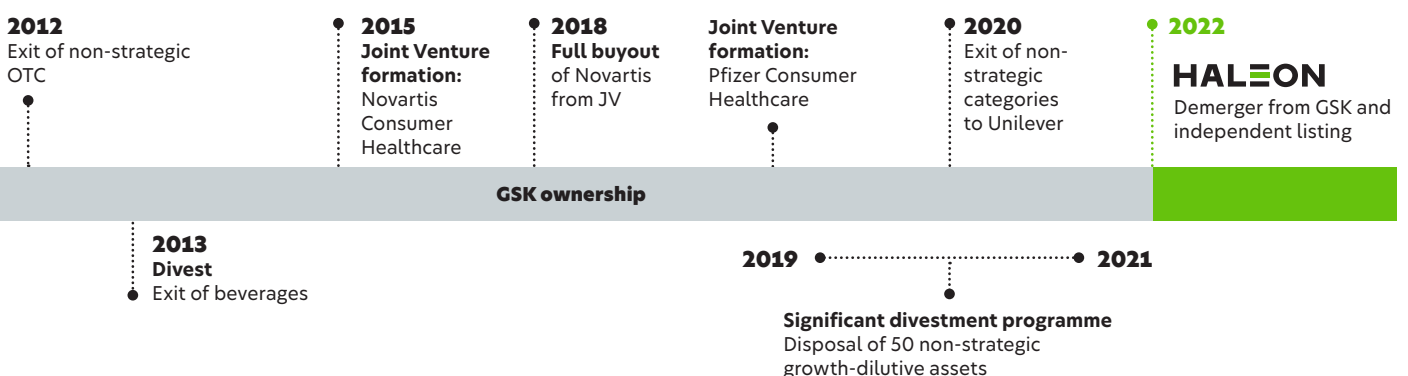 2012
Exit of non-strategic
OTC
2015
Joint Venture
formation:
Novartis
Consumer
Healthcare
2018
Full buyout
of Novartis
from JV
Joint Venture
formation:
Pfizer Consumer
Healthcare
2020
Exit of non-
strategic
categories
to Unilever
2022
HALEON
Demerger from GSK and
independent listing
GSK ownership
2013
Divest
Exit of beverages
2019
2021
Significant divestment programme
Disposal of 50 non-strategic
growth-dilutive assets